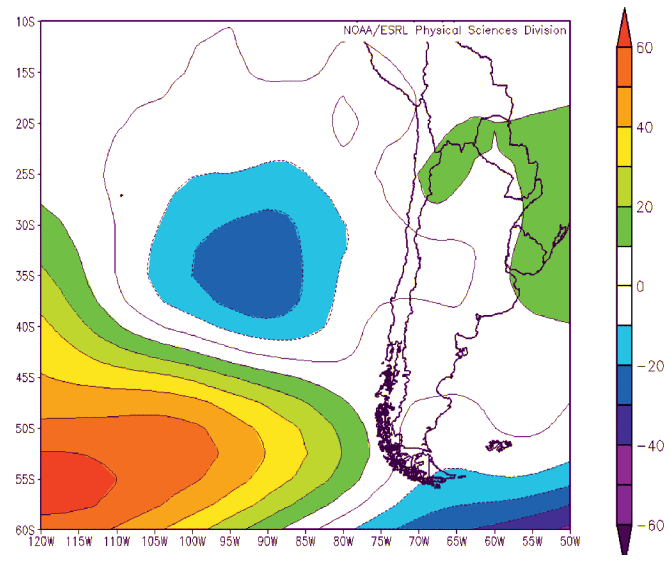 NOAA/ESRL Physical Sciences Division
10S
15S
20S
25S
30S
35S
40S
45S
50S
55S
60S
120W 115W 110W 105W 100W 95W 90W 85W 80W 75W 70W 65W 60W 55W 50W
60
40
20
0
-20
-40
-60